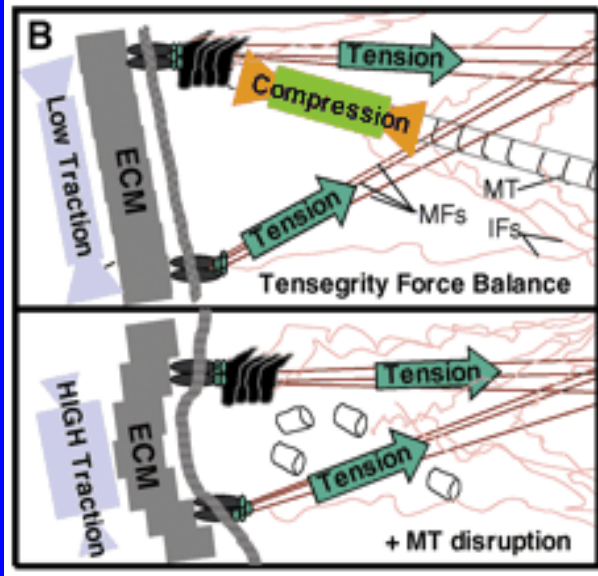 B
Tension
Compression
Low Traction
ECM
MT
Tension
MFs
IFs
Tensegrity Force Balance
Tension
HIGH Traction
ECM
Tension
+ MT disruption